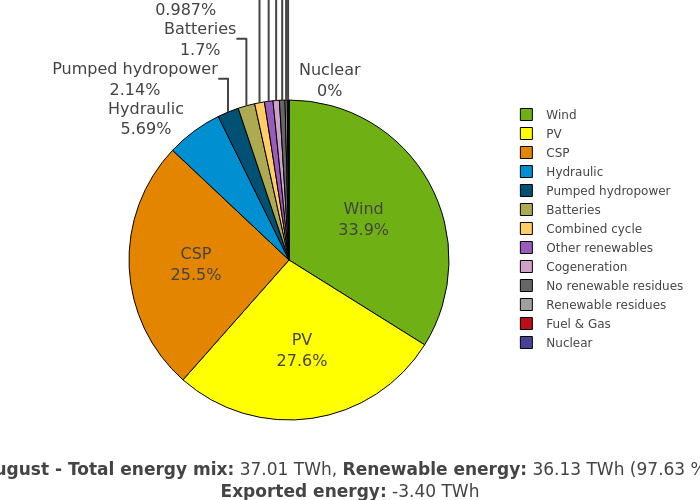 0.987%
Batteries
1.7%
Pumped hydropower
2.14%
Hydraulic
5.69%
Nuclear
0%
Wind
33.9%
CSP
25.5%
PV
27.6%
Wind
PV
CSP
Hydraulic
Pumped hydropower
Batteries
Combined cycle
Other renewables
Cogeneration
No renewable residues
Renewable residues
Fuel & Gas
Nuclear
ugust - Total energy mix: 37.01 TWh, Renewable energy: 36.13 TWh (97.63 %
Exported energy: -3.40 TWh